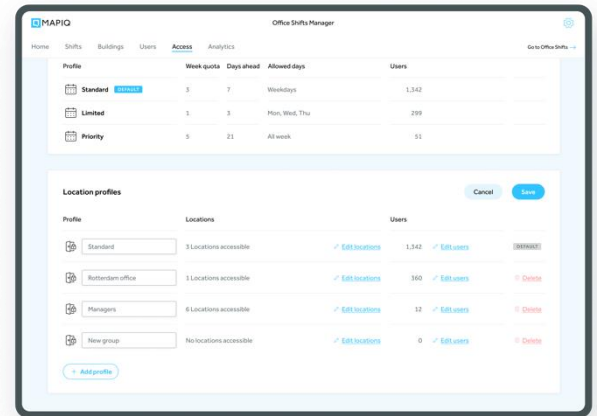 MAPIQ
Office Shifts Manager
Home Shifts Buildings Users Access Analytics Go to Office Shifts →
Profile Week quota Days ahead Allowed days Users
Standard DEFAULT 3 7 Weekdays 1,342
Limited 1 3 Mon, Wed, Thu 299
Priority 5 21 All week 51
Location profiles Cancel Save
Profile Locations Users
Standard 3 Locations accessible Edit locations 1,342 Edit users DEFAULT
Rotterdam office 1 Locations accessible Edit locations 360 Edit users Delete
Managers 6 Locations accessible Edit locations 12 Edit users Delete
New group No locations accessible Edit locations 0 Edit users Delete
+ Add profile